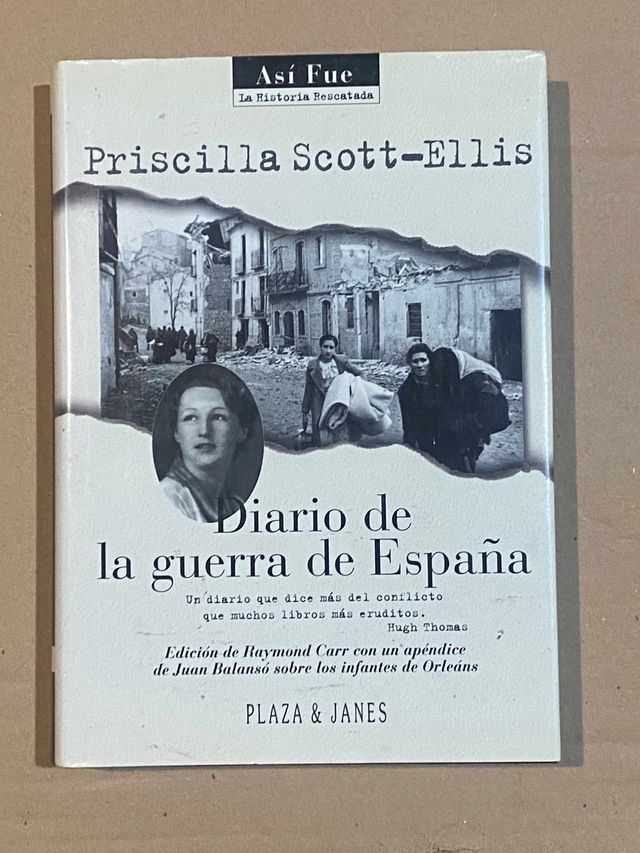 Así Fue
La Historia Rescatada
Priscilla Scott-Ellis
Diario de
la guerra de España
Un diario que dice más del conflicto
que muchos libros más eruditos.
Hugh Thomas
Edición de Raymond Carr con un apéndice
de Juan Balansó sobre los infantes de Orleáns
PLAZA & JANES